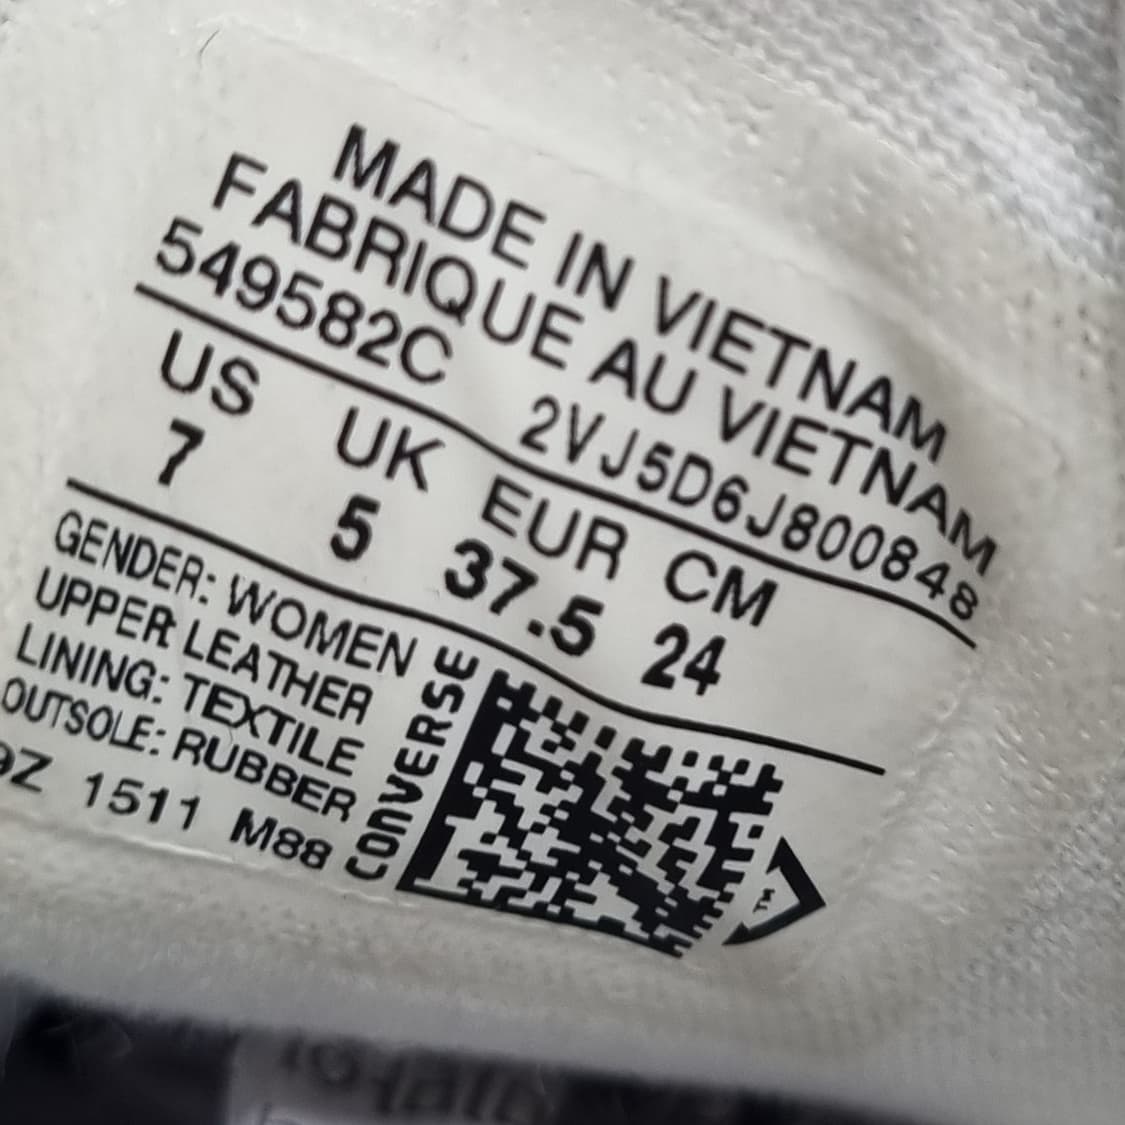 MADE IN VIETNAM
FABRIQUE AU VIETNAM
549582C 2VJ5D6J800848
US UK EUR CM
7 5 37.5 24
GENDER: WOMEN
UPPER LEATHER
LINING: TEXTILE
OUTSOLE: RUBBER
9Z 1511 M88
CONVERSE